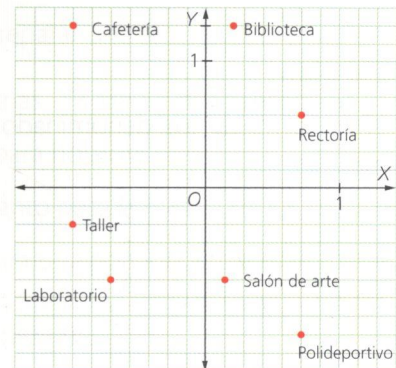 Y
Cafetería
Biblioteca
1
Rectoría
X
O
1
Taller
Laboratorio
Salón de arte
Polideportivo